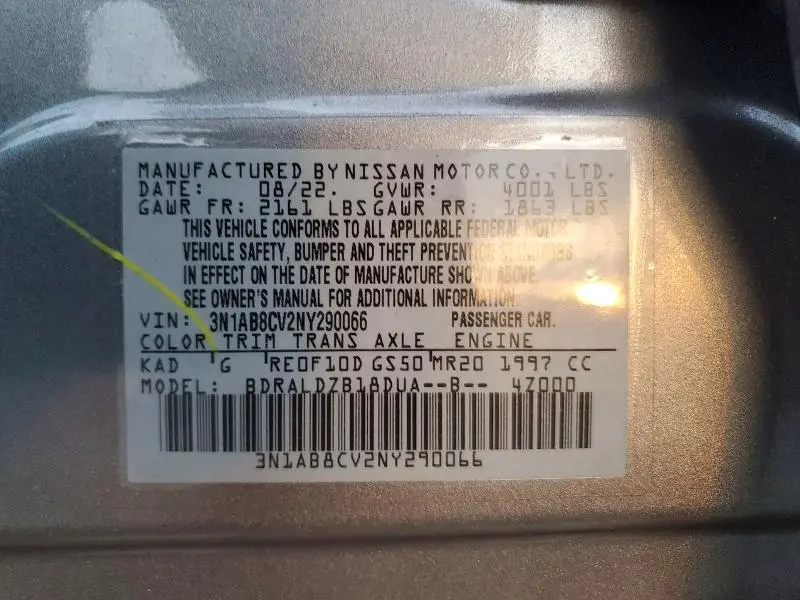 MANUFACTURED BY NISSAN MOTOR CO., LTD.
DATE: 08/22. GVWR: 4001 LBS
GAWR FR: 2161 LBS GAWR RR: 1863 LBS
THIS VEHICLE CONFORMS TO ALL APPLICABLE FEDERAL MOTOR
VEHICLE SAFETY, BUMPER AND THEFT PREVENTION STANDARDS
IN EFFECT ON THE DATE OF MANUFACTURE SHOWN ABOVE.
SEE OWNER'S MANUAL FOR ADDITIONAL INFORMATION.
VIN: 3N1AB8CV2NY290066 PASSENGER CAR.
COLOR TRIM TRANS AXLE ENGINE
KAD G RE0F10D GS50 MR20 1997 CC
MODEL: BDRALDZB18DUA--B-- 4Z000
3N1AB8CV2NY290066